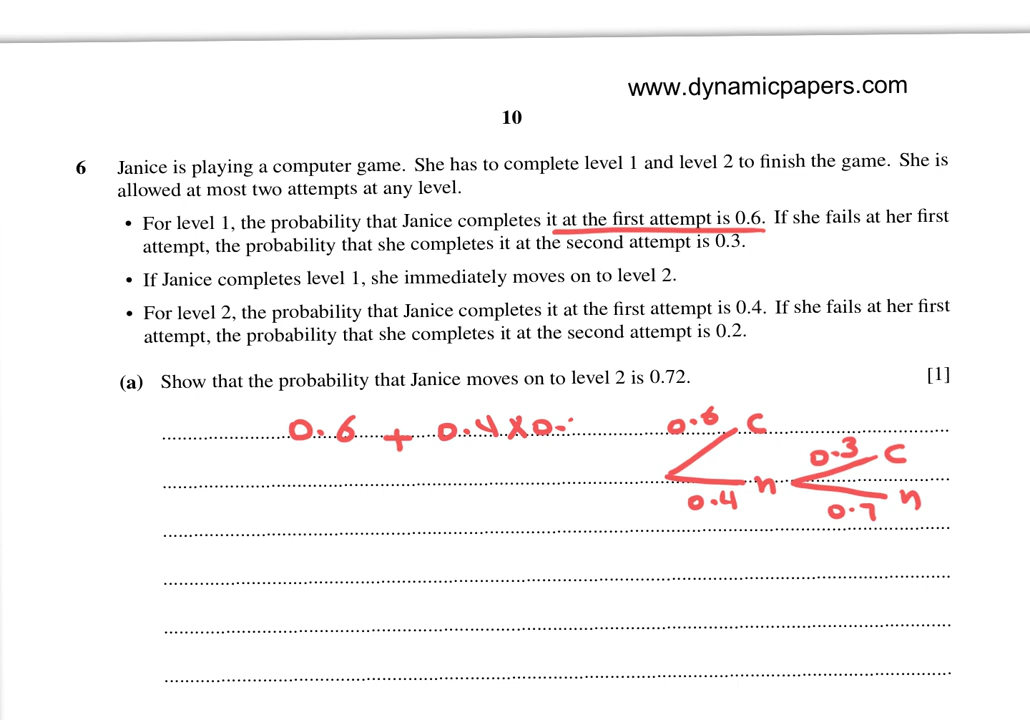 www.dynamicpapers.com
10
6 Janice is playing a computer game. She has to complete level 1 and level 2 to finish the game. She is
allowed at most two attempts at any level.
• For level 1, the probability that Janice completes it at the first attempt is 0.6. If she fails at her first
attempt, the probability that she completes it at the second attempt is 0.3.
• If Janice completes level 1, she immediately moves on to level 2.
• For level 2, the probability that Janice completes it at the first attempt is 0.4. If she fails at her first
attempt, the probability that she completes it at the second attempt is 0.2.
(a) Show that the probability that Janice moves on to level 2 is 0.72. [1]
0.6 + 0.4 x 0. 0.6 C
0.3 C
0.4 n
0.7 n